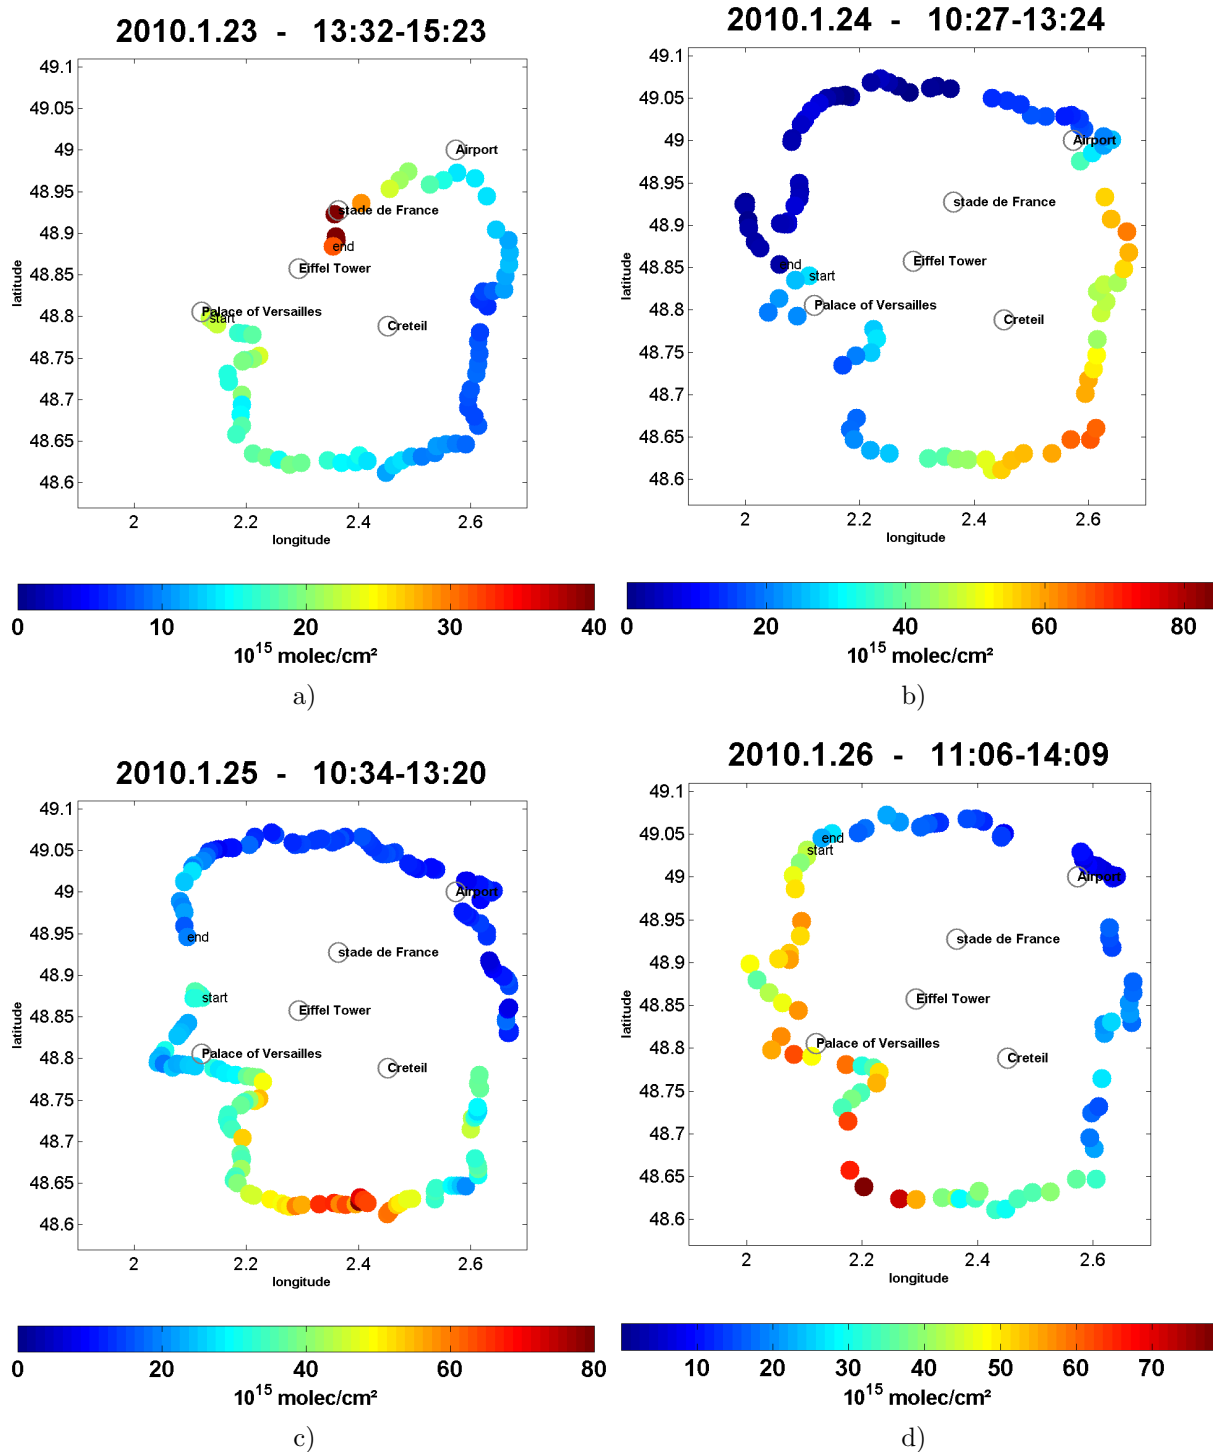 2010.1.23 - 13:32-15:23
49.1
49.05
49
48.95
48.9
48.85
48.8
48.75
48.7
48.65
48.6
latitude
Airport
stade de France
end
Eiffel Tower
Palace of Versailles
start
Creteil
2 2.2 2.4 2.6
longitude
0 10 20 30 40
10^15 molec/cm²
a)
2010.1.24 - 10:27-13:24
49.1
49.05
49
48.95
48.9
48.85
48.8
48.75
48.7
48.65
48.6
latitude
Airport
stade de France
Eiffel Tower
end
start
Palace of Versailles
Creteil
2 2.2 2.4 2.6
longitude
0 20 40 60 80
10^15 molec/cm²
b)
2010.1.25 - 10:34-13:20
49.1
49.05
49
48.95
48.9
48.85
48.8
48.75
48.7
48.65
48.6
latitude
Airport
end
stade de France
start
Eiffel Tower
Palace of Versailles
Creteil
2 2.2 2.4 2.6
longitude
0 20 40 60 80
10^15 molec/cm²
c)
2010.1.26 - 11:06-14:09
49.1
49.05
49
48.95
48.9
48.85
48.8
48.75
48.7
48.65
48.6
latitude
end
start
Airport
stade de France
Eiffel Tower
Palace of Versailles
Creteil
2 2.2 2.4 2.6
longitude
10 20 30 40 50 60 70
10^15 molec/cm²
d)